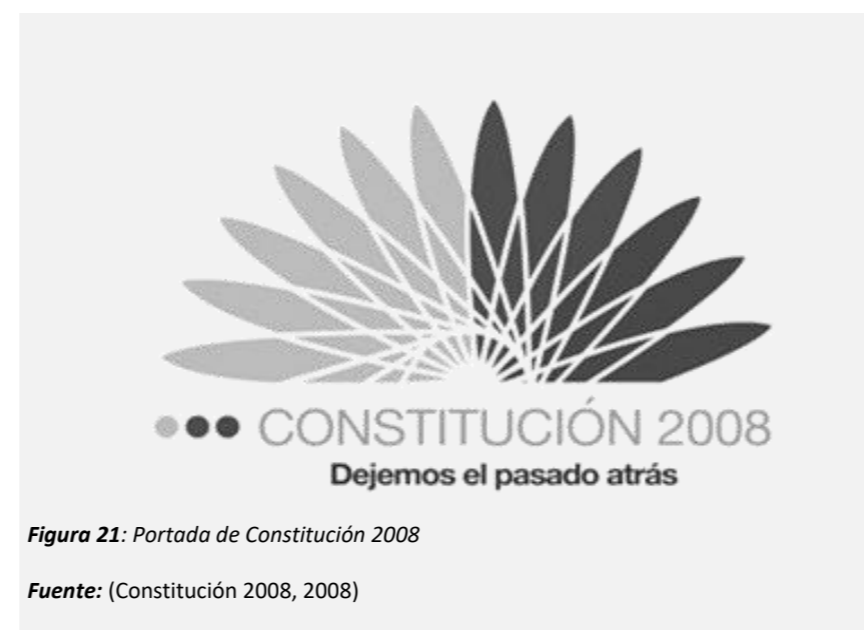 CONSTITUCIÓN 2008
Dejemos el pasado atrás
Figura 21: Portada de Constitución 2008
Fuente: (Constitución 2008, 2008)